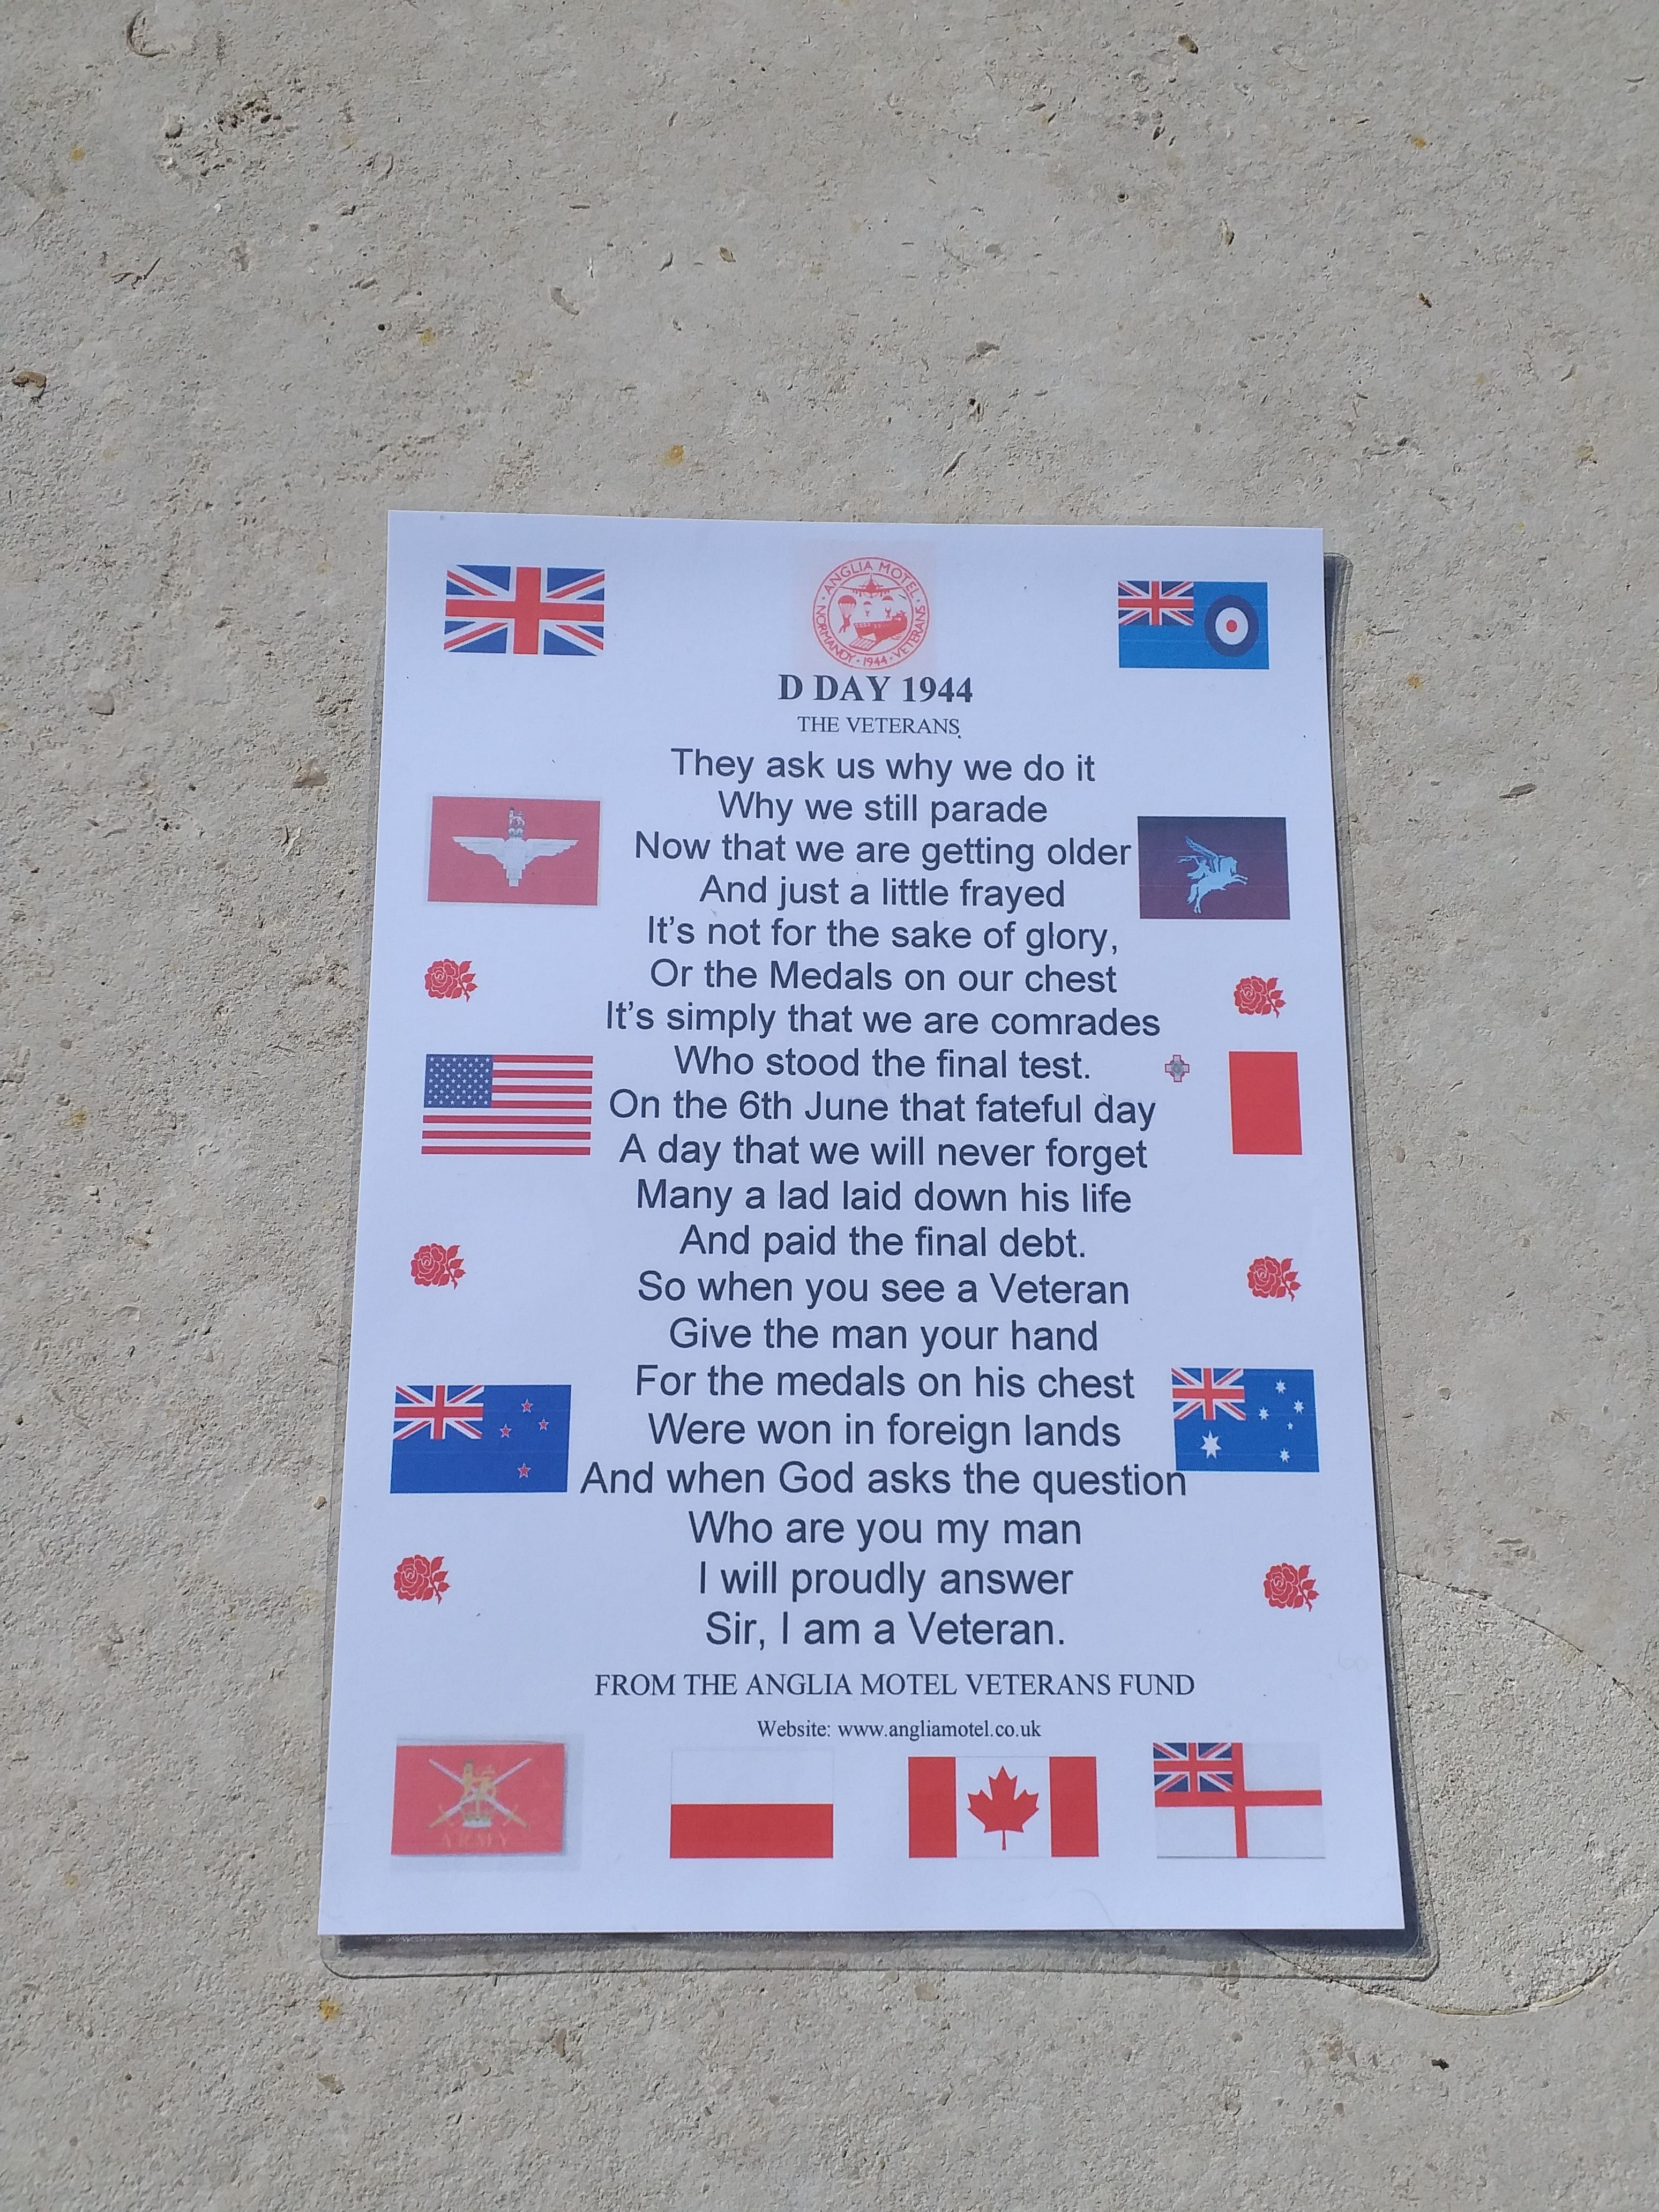 ANGLIA MOTEL
NORMANDY · 1944 · VETERANS
D DAY 1944
THE VETERANS.
They ask us why we do it
Why we still parade
Now that we are getting older
And just a little frayed
It's not for the sake of glory,
Or the Medals on our chest
It's simply that we are comrades
Who stood the final test.
On the 6th June that fateful day
A day that we will never forget
Many a lad laid down his life
And paid the final debt.
So when you see a Veteran
Give the man your hand
For the medals on his chest
Were won in foreign lands
And when God asks the question
Who are you my man
I will proudly answer
Sir, I am a Veteran.
FROM THE ANGLIA MOTEL VETERANS FUND
Website: www.angliamotel.co.uk
ARMY